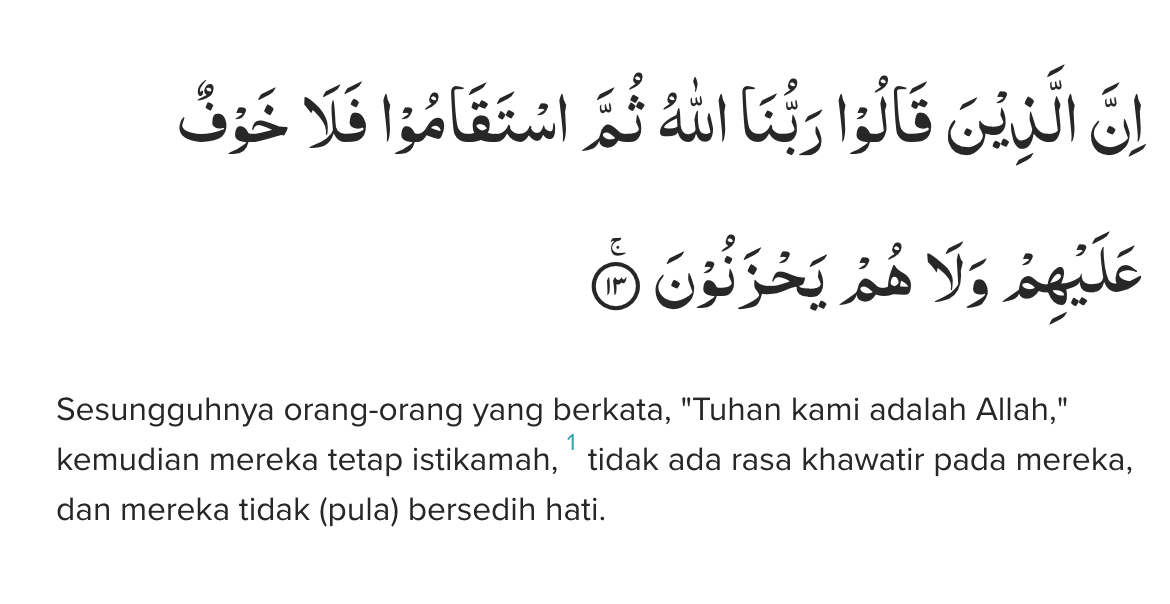 اِنَّ الَّذِيْنَ قَالُوْا رَبُّنَا اللّٰهُ ثُمَّ اسْتَقَامُوْا فَلَا خَوْفٌ
عَلَيْهِمْ وَلَا هُمْ يَحْزَنُوْنَۚ ١٣
Sesungguhnya orang-orang yang berkata, "Tuhan kami adalah Allah,"
kemudian mereka tetap istikamah, 1 tidak ada rasa khawatir pada mereka,
dan mereka tidak (pula) bersedih hati.